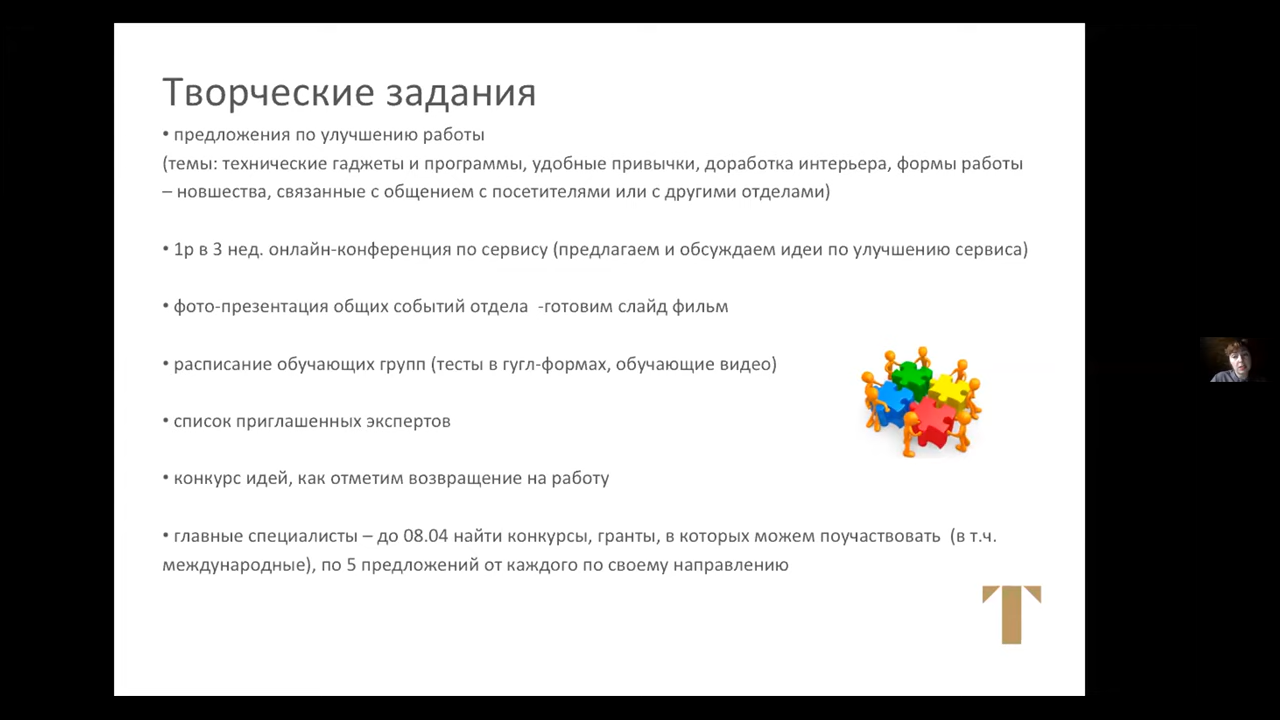 Творческие задания
• предложения по улучшению работы
(темы: технические гаджеты и программы, удобные привычки, доработка интерьера, формы работы
– новшества, связанные с общением с посетителями или с другими отделами)
• 1р в 3 нед. онлайн-конференция по сервису (предлагаем и обсуждаем идеи по улучшению сервиса)
• фото-презентация общих событий отдела  -готовим слайд фильм
• расписание обучающих групп (тесты в гугл-формах, обучающие видео)
• список приглашенных экспертов
• конкурс идей, как отметим возвращение на работу
• главные специалисты – до 08.04 найти конкурсы, гранты, в которых можем поучаствовать  (в т.ч.
международные), по 5 предложений от каждого по своему направлению
Т